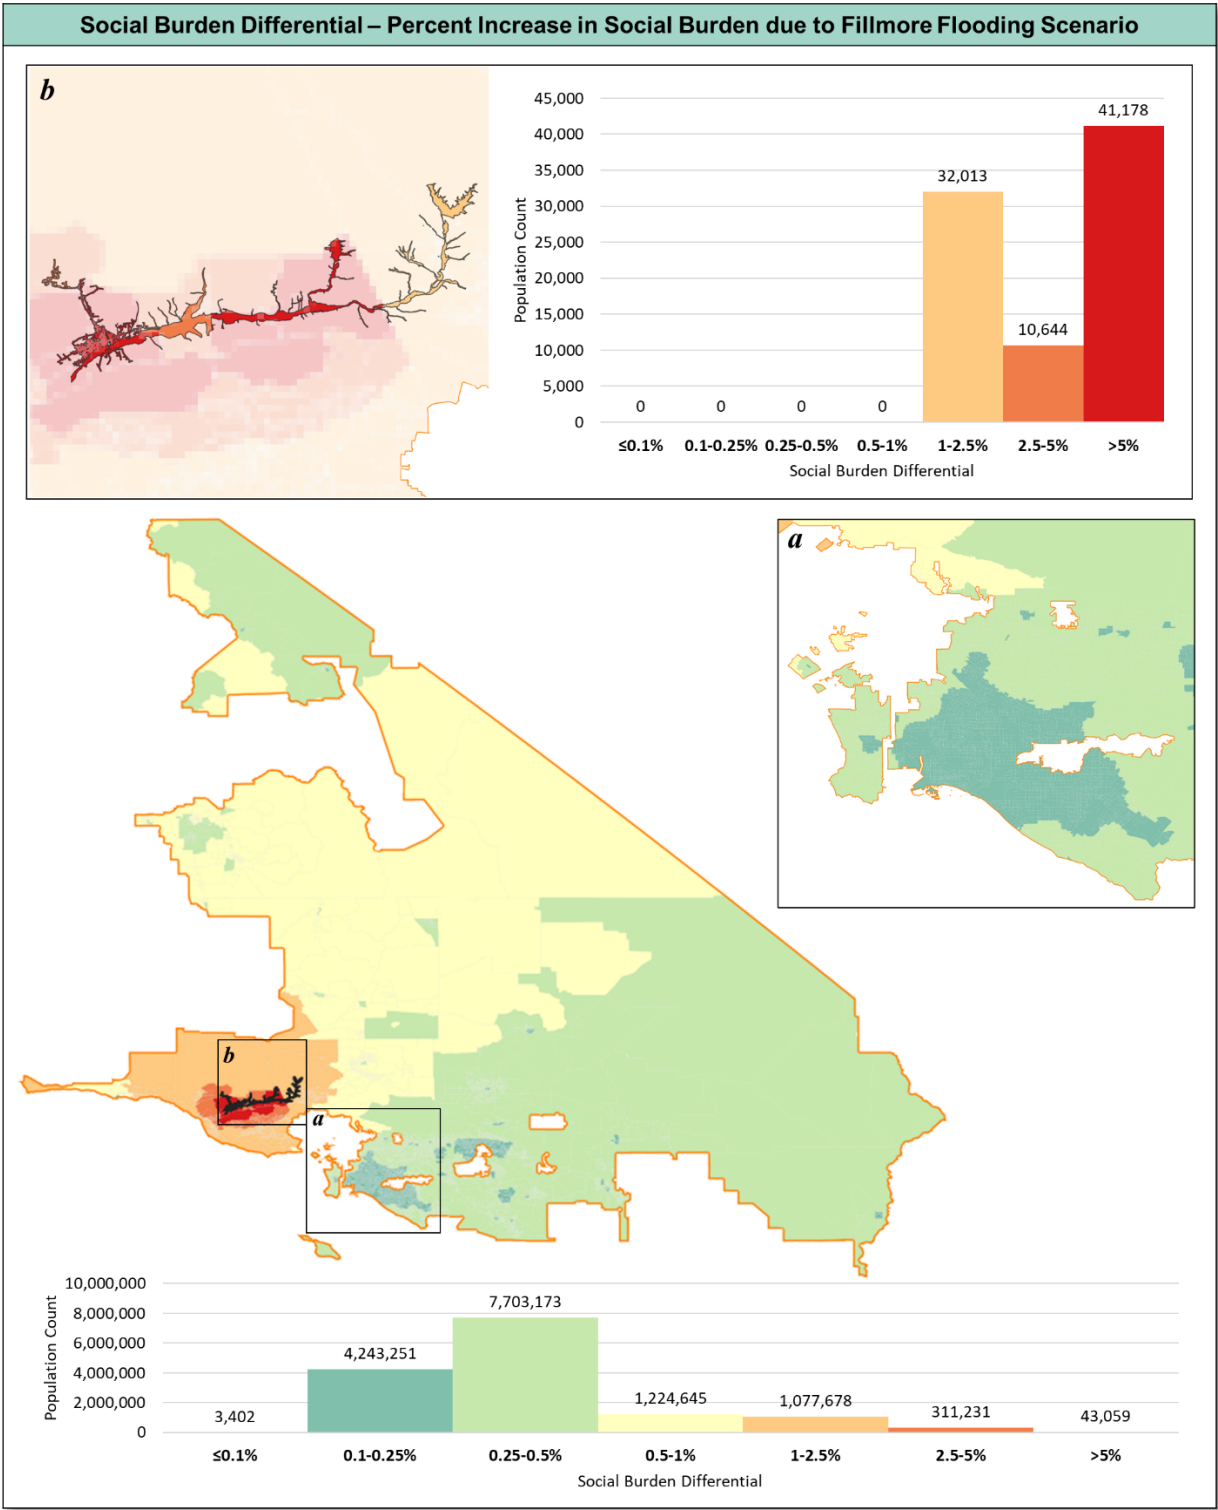 Social Burden Differential – Percent Increase in Social Burden due to Fillmore Flooding Scenario
b
45,000
40,000
35,000
30,000
25,000
20,000
15,000
10,000
5,000
0
Population Count
0
0
0
0
32,013
10,644
41,178
≤0.1% 0.1-0.25% 0.25-0.5% 0.5-1% 1-2.5% 2.5-5% >5%
Social Burden Differential
a
b
a
10,000,000
8,000,000
6,000,000
4,000,000
2,000,000
0
Population Count
3,402
4,243,251
7,703,173
1,224,645
1,077,678
311,231
43,059
≤0.1% 0.1-0.25% 0.25-0.5% 0.5-1% 1-2.5% 2.5-5% >5%
Social Burden Differential